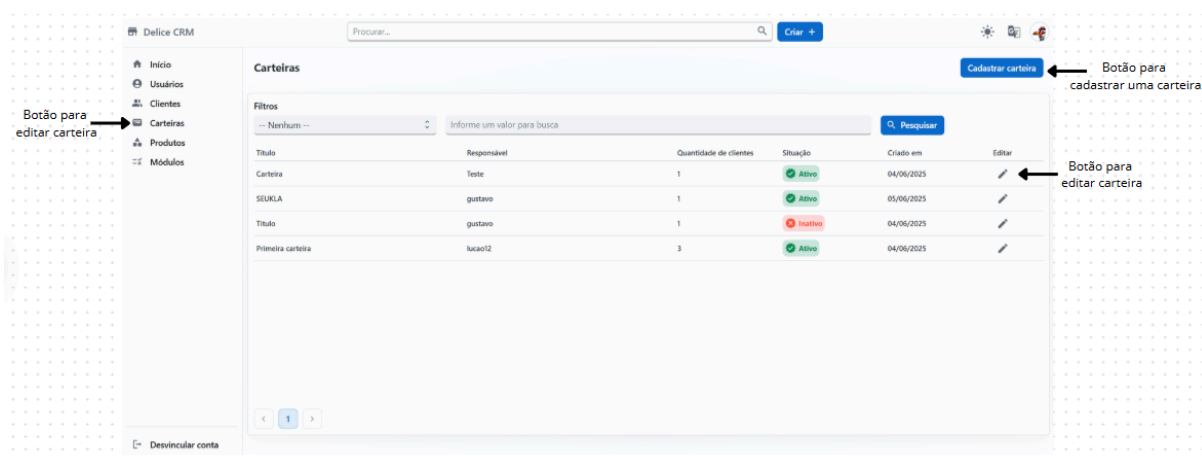 Delice CRM
Procurar...
Criar +
Início
Usuários
Clientes
Carteiras
Produtos
Módulos
Desvincular conta
Botão para
editar carteira
Carteiras
Cadastrar carteira
Botão para
cadastrar uma carteira
Filtros
-- Nenhum --
Informe um valor para busca
Pesquisar
Título Responsável Quantidade de clientes Situação Criado em Editar
Carteira Teste 1 Ativo 04/06/2025
SEUKLA gustavo 1 Ativo 05/06/2025
Titulo gustavo 1 Inativo 04/06/2025
Primeira carteira lucao12 3 Ativo 04/06/2025
Botão para
editar carteira
1